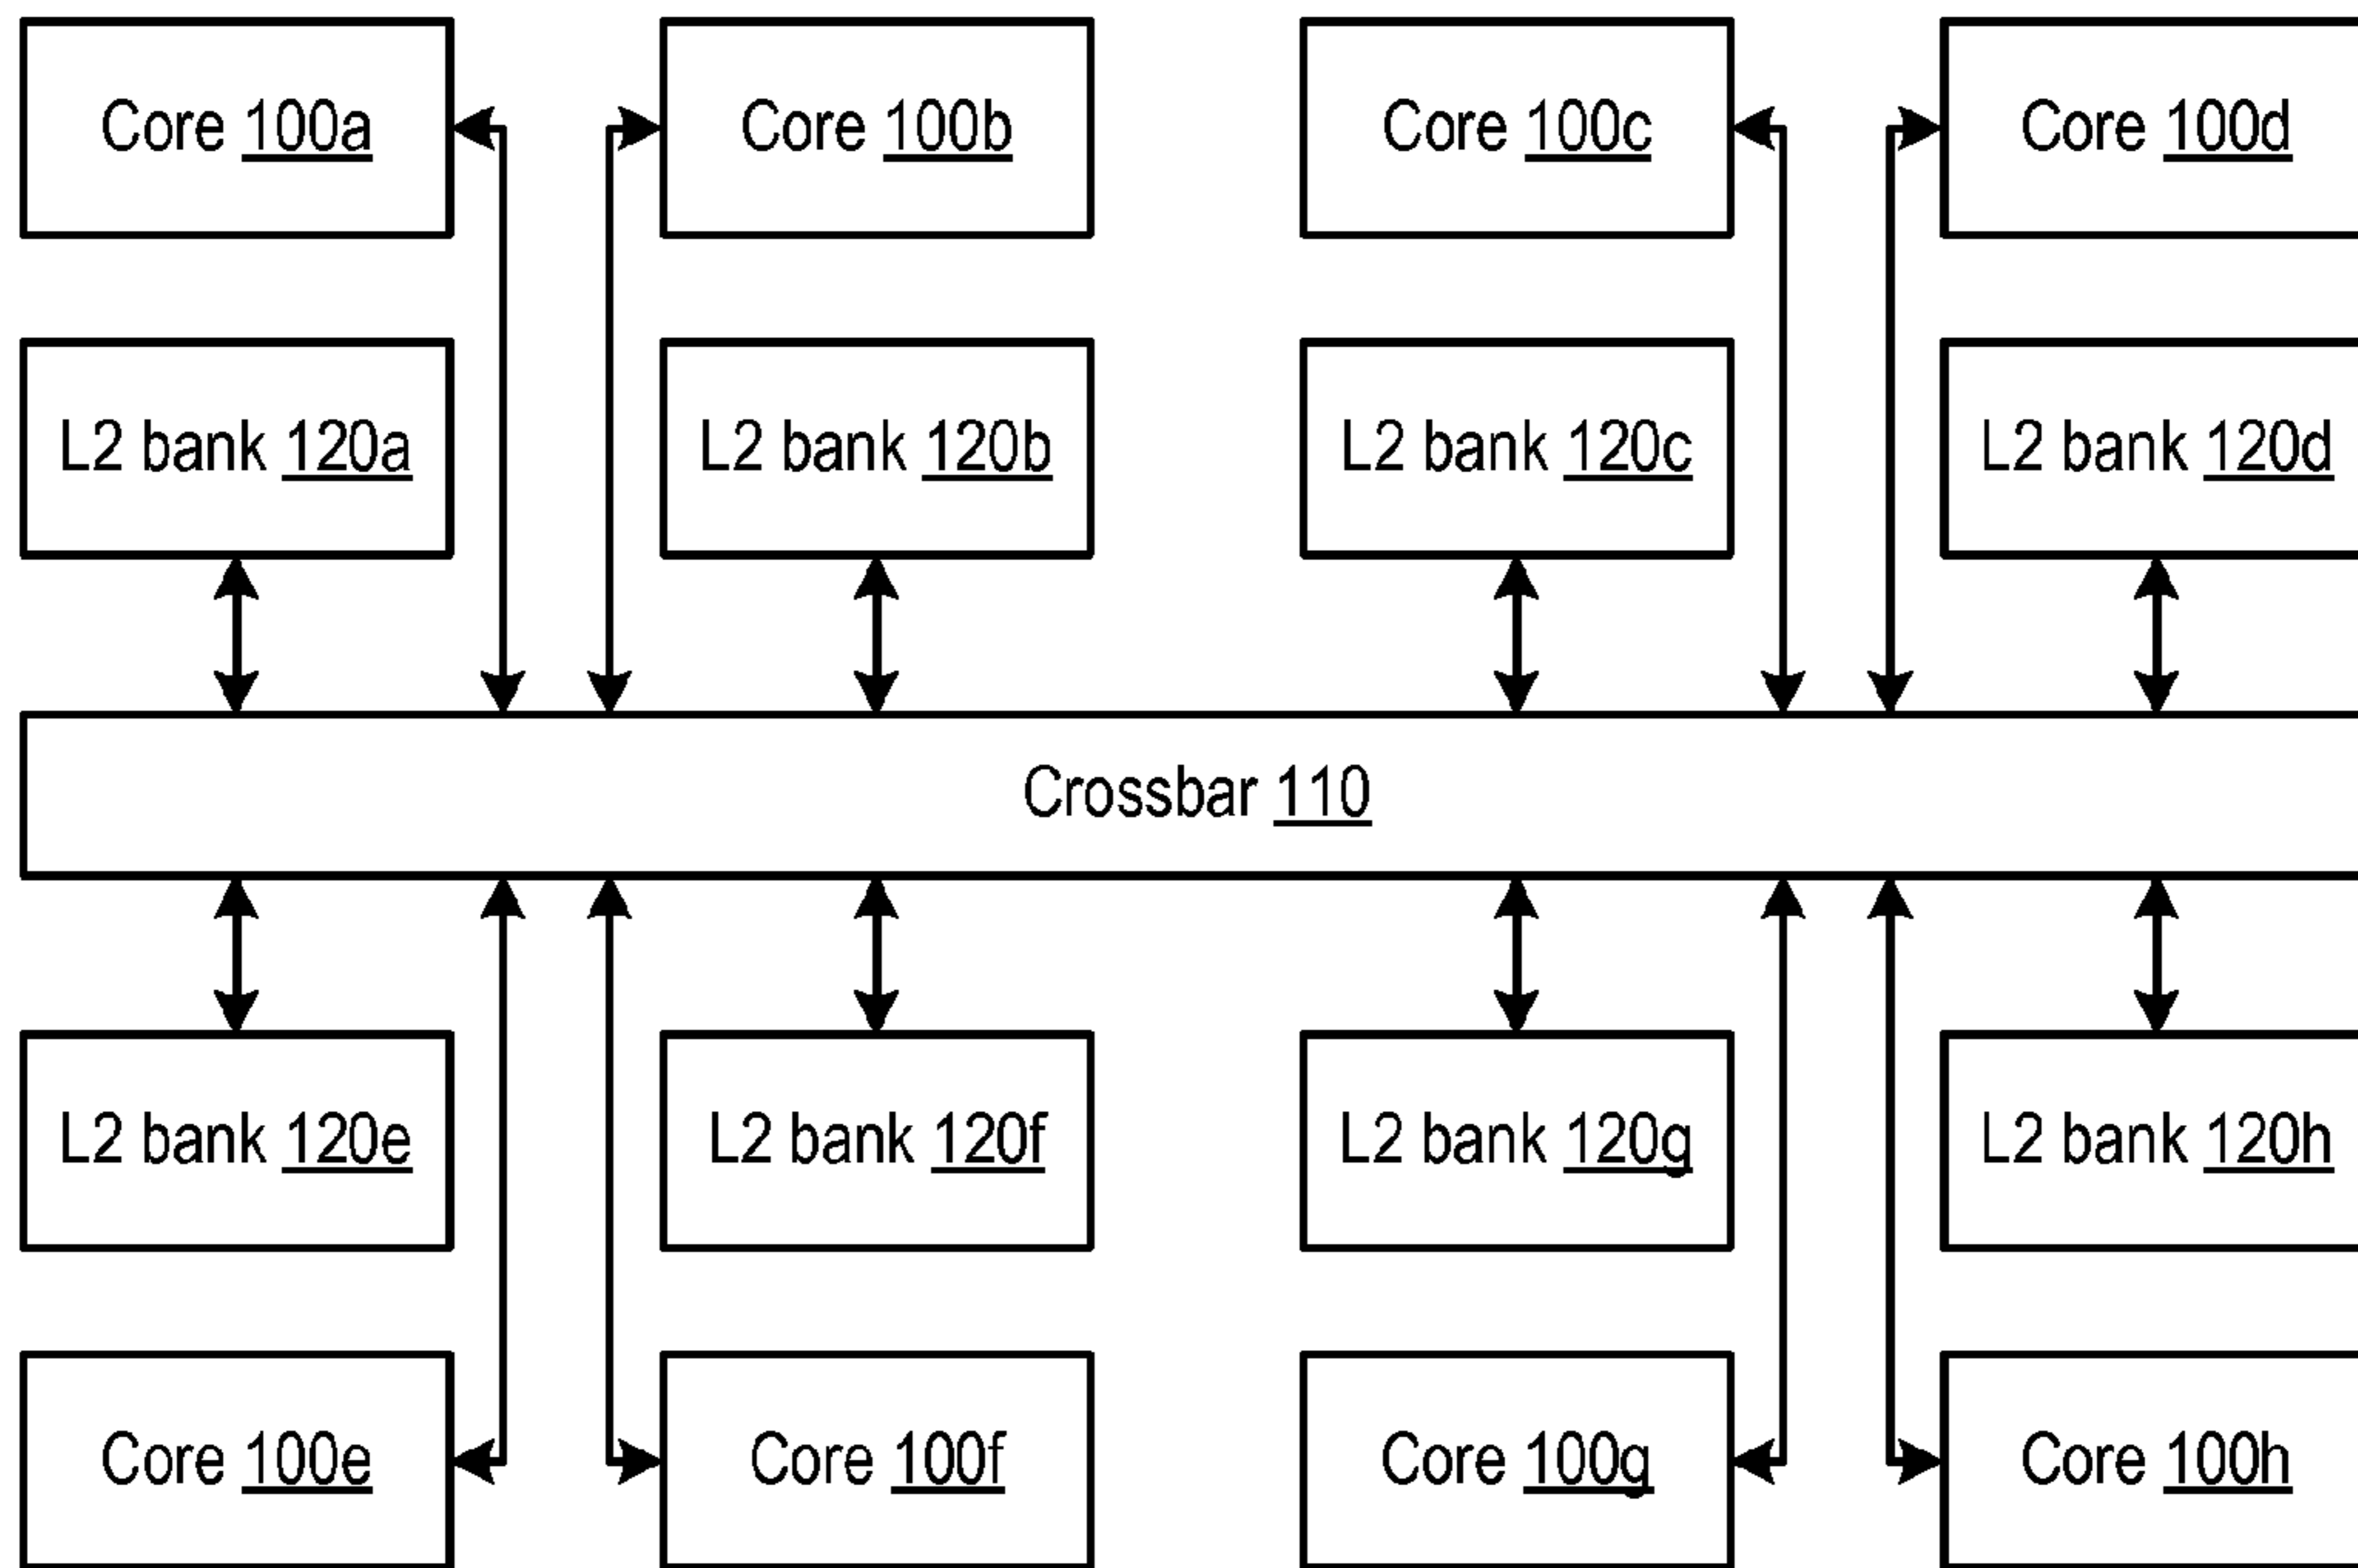 Core 100a
Core 100b
Core 100c
Core 100d
L2 bank 120a
L2 bank 120b
L2 bank 120c
L2 bank 120d
Crossbar 110
L2 bank 120e
L2 bank 120f
L2 bank 120g
L2 bank 120h
Core 100e
Core 100f
Core 100g
Core 100h